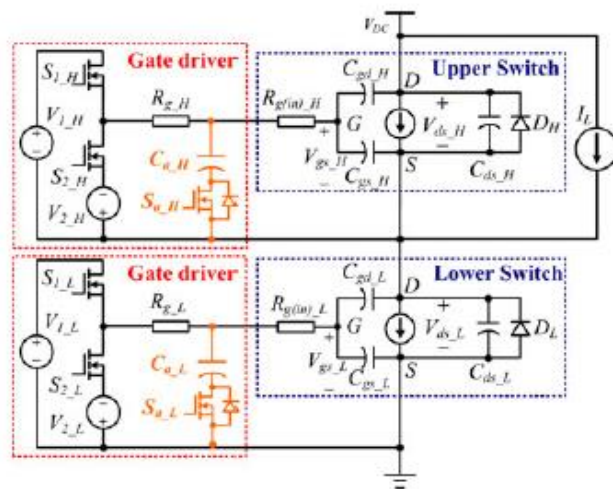 V_DC
Gate driver
Upper Switch
S_1_H
C_gd_H
D
R_g_H
R_g(in)_H
V_1_H
G
V_ds_H
D_H
I_L
C_a_H
V_gs_H
S_2_H
C_gs_H
S
C_ds_H
S_a_H
V_2_H
Gate driver
Lower Switch
S_1_L
C_gd_L
D
R_g_L
R_g(in)_L
V_1_L
G
V_ds_L
D_L
C_a_L
V_gs_L
S_2_L
C_gs_L
S
C_ds_L
S_a_L
V_2_L